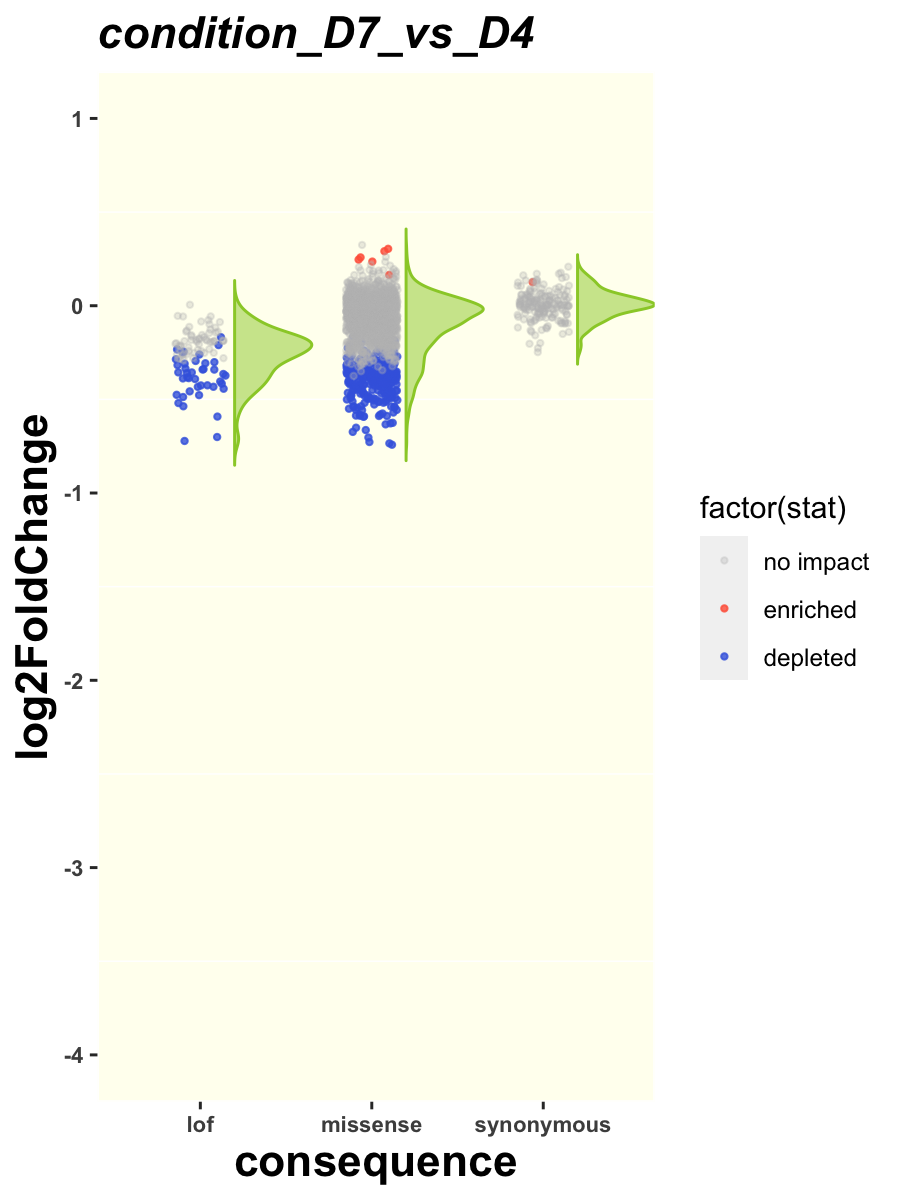 condition_D7_vs_D4
log2FoldChange
1
0
-1
-2
-3
-4
lof
missense
synonymous
consequence
factor(stat)
no impact
enriched
depleted